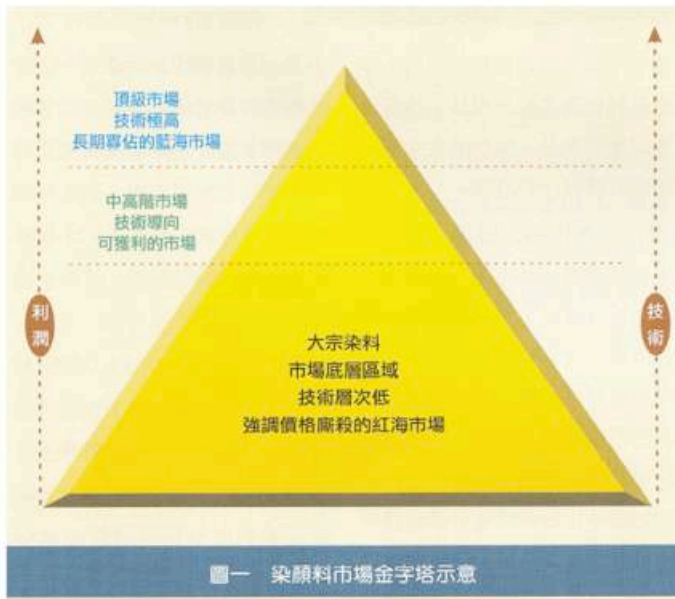 頂級市場
技術極高
長期霸佔的藍海市場
中高階市場
技術導向
可獲利的市場
利潤
技術
大宗染料
市場底層區域
技術層次低
強調價格廝殺的紅海市場
圖一 染顏料市場金字塔示意